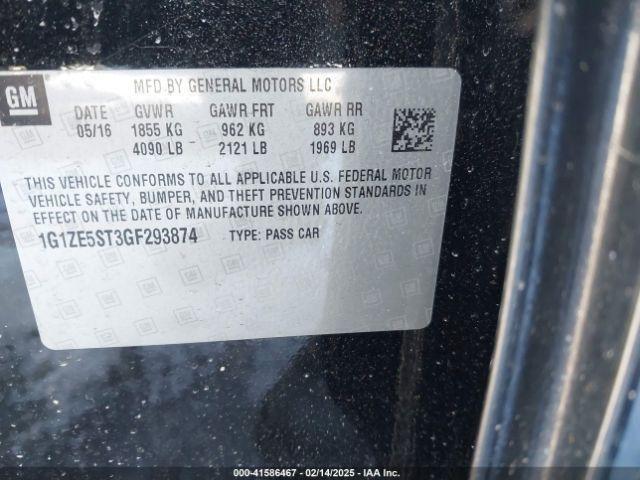 GM
MFD BY GENERAL MOTORS LLC
DATE GVWR GAWR FRT GAWR RR
05/16 1855 KG 962 KG 893 KG
4090 LB 2121 LB 1969 LB
THIS VEHICLE CONFORMS TO ALL APPLICABLE U.S. FEDERAL MOTOR
VEHICLE SAFETY, BUMPER, AND THEFT PREVENTION STANDARDS IN
EFFECT ON THE DATE OF MANUFACTURE SHOWN ABOVE.
1G1ZE5ST3GF293874 TYPE: PASS CAR
000-41586467 - 02/14/2025 - IAA Inc.